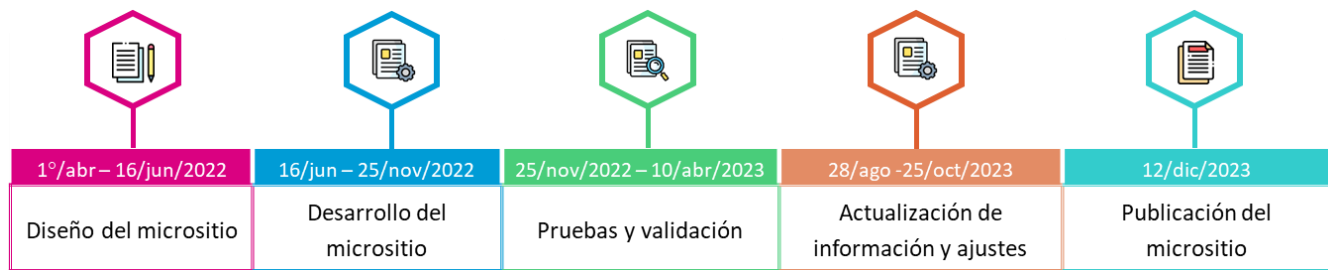 1°/abr – 16/jun/2022
16/jun – 25/nov/2022
25/nov/2022 – 10/abr/2023
28/ago -25/oct/2023
12/dic/2023
Diseño del micrositio
Desarrollo del
micrositio
Pruebas y validación
Actualización de
información y ajustes
Publicación del
micrositio